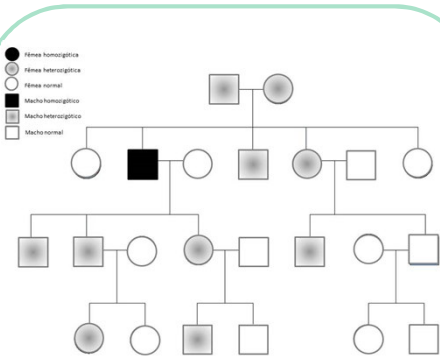 Fêmea homozigótica
Fêmea heterozigótica
Fêmea normal
Macho homozigótico
Macho heterozigótico
Macho normal